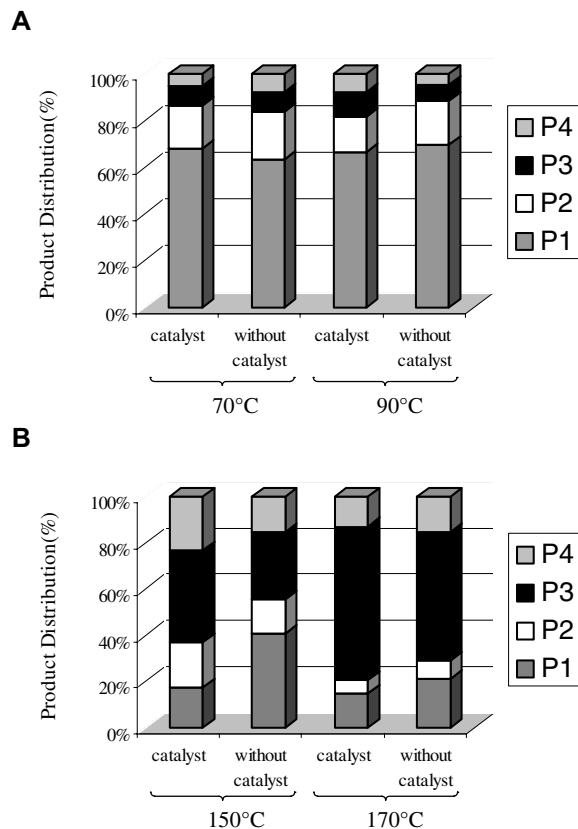 A
Product Distribution(%)
100%
80%
60%
40%
20%
0%
catalyst
without
catalyst
catalyst
without
catalyst
70°C
90°C
P4
P3
P2
P1
B
Product Distribution(%)
100%
80%
60%
40%
20%
0%
catalyst
without
catalyst
catalyst
without
catalyst
150°C
170°C
P4
P3
P2
P1